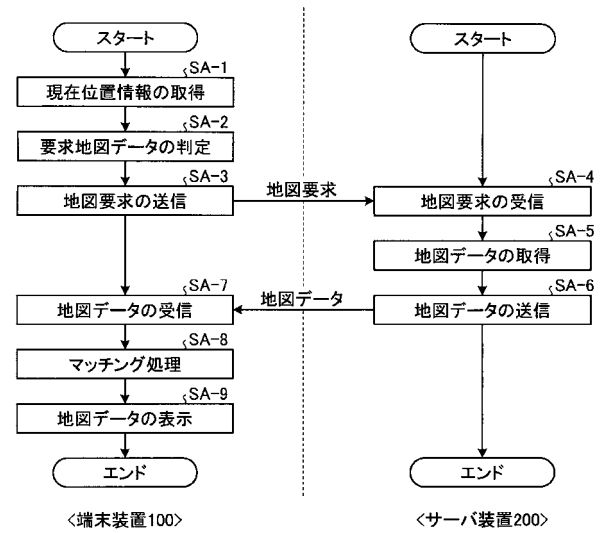 スタート
SA-1
現在位置情報の取得
SA-2
要求地図データの判定
SA-3
地図要求の送信
地図要求
SA-7
地図データの受信
地図データ
SA-8
マッチング処理
SA-9
地図データの表示
エンド
<端末装置100>
スタート
SA-4
地図要求の受信
SA-5
地図データの取得
SA-6
地図データの送信
エンド
<サーバ装置200>